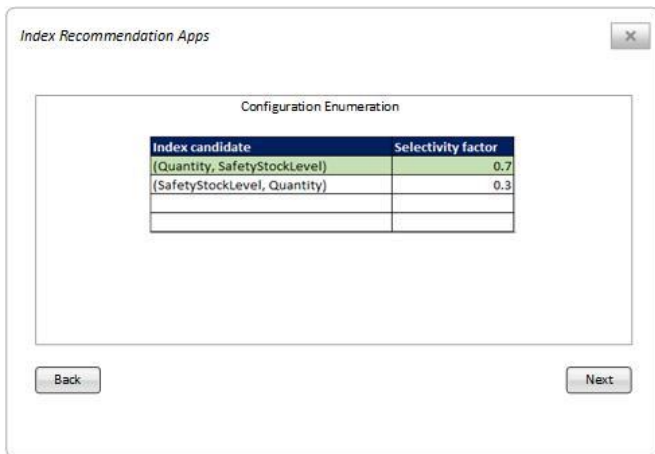 Index Recommendation Apps
Configuration Enumeration
Index candidate Selectivity factor
(Quantity, SafetyStockLevel) 0.7
(SafetyStockLevel, Quantity) 0.3
Back Next